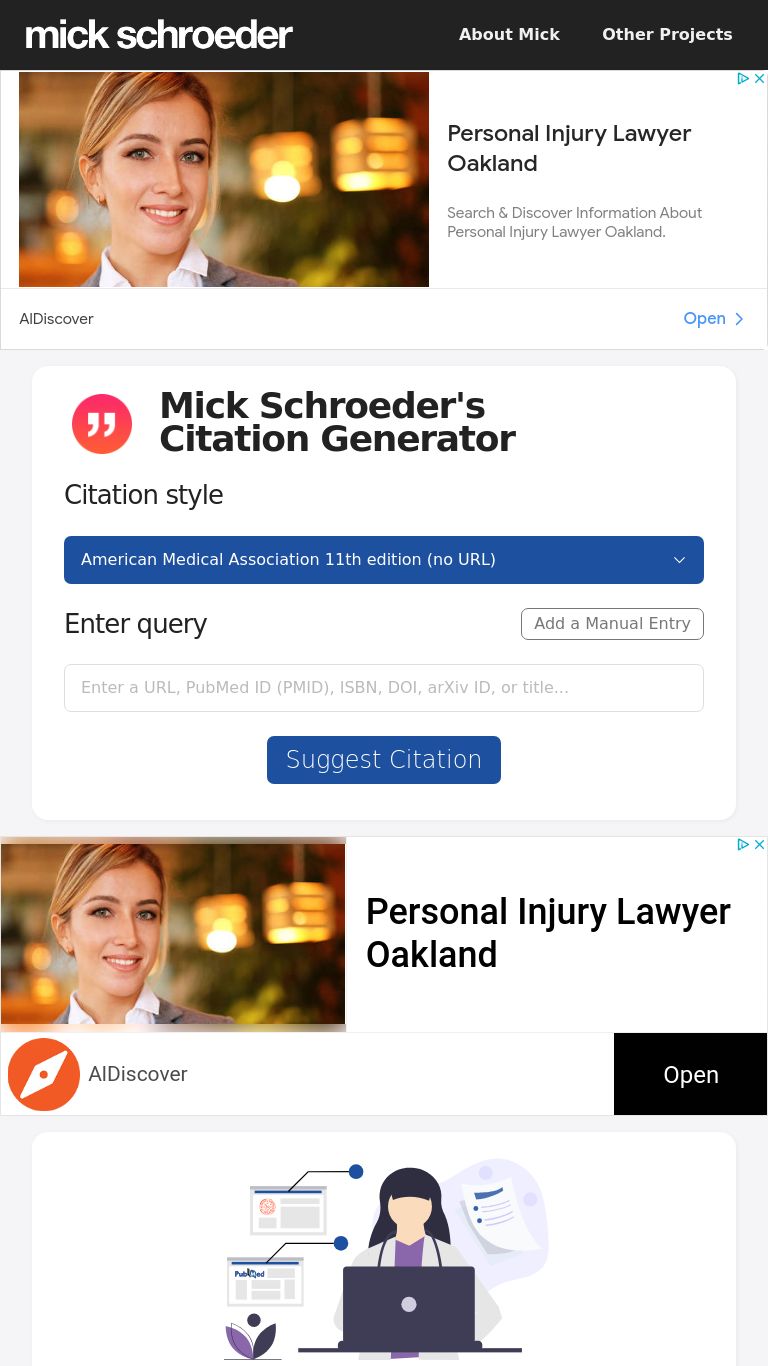 mick schroeder
About Mick
Other Projects
Personal Injury Lawyer
Oakland
Search & Discover Information About
Personal Injury Lawyer Oakland.
AIDiscover
Open
Mick Schroeder's
Citation Generator
Citation style
American Medical Association 11th edition (no URL)
Enter query
Add a Manual Entry
Enter a URL, PubMed ID (PMID), ISBN, DOI, arXiv ID, or title...
Suggest Citation
Personal Injury Lawyer
Oakland
AIDiscover
Open
PubMed